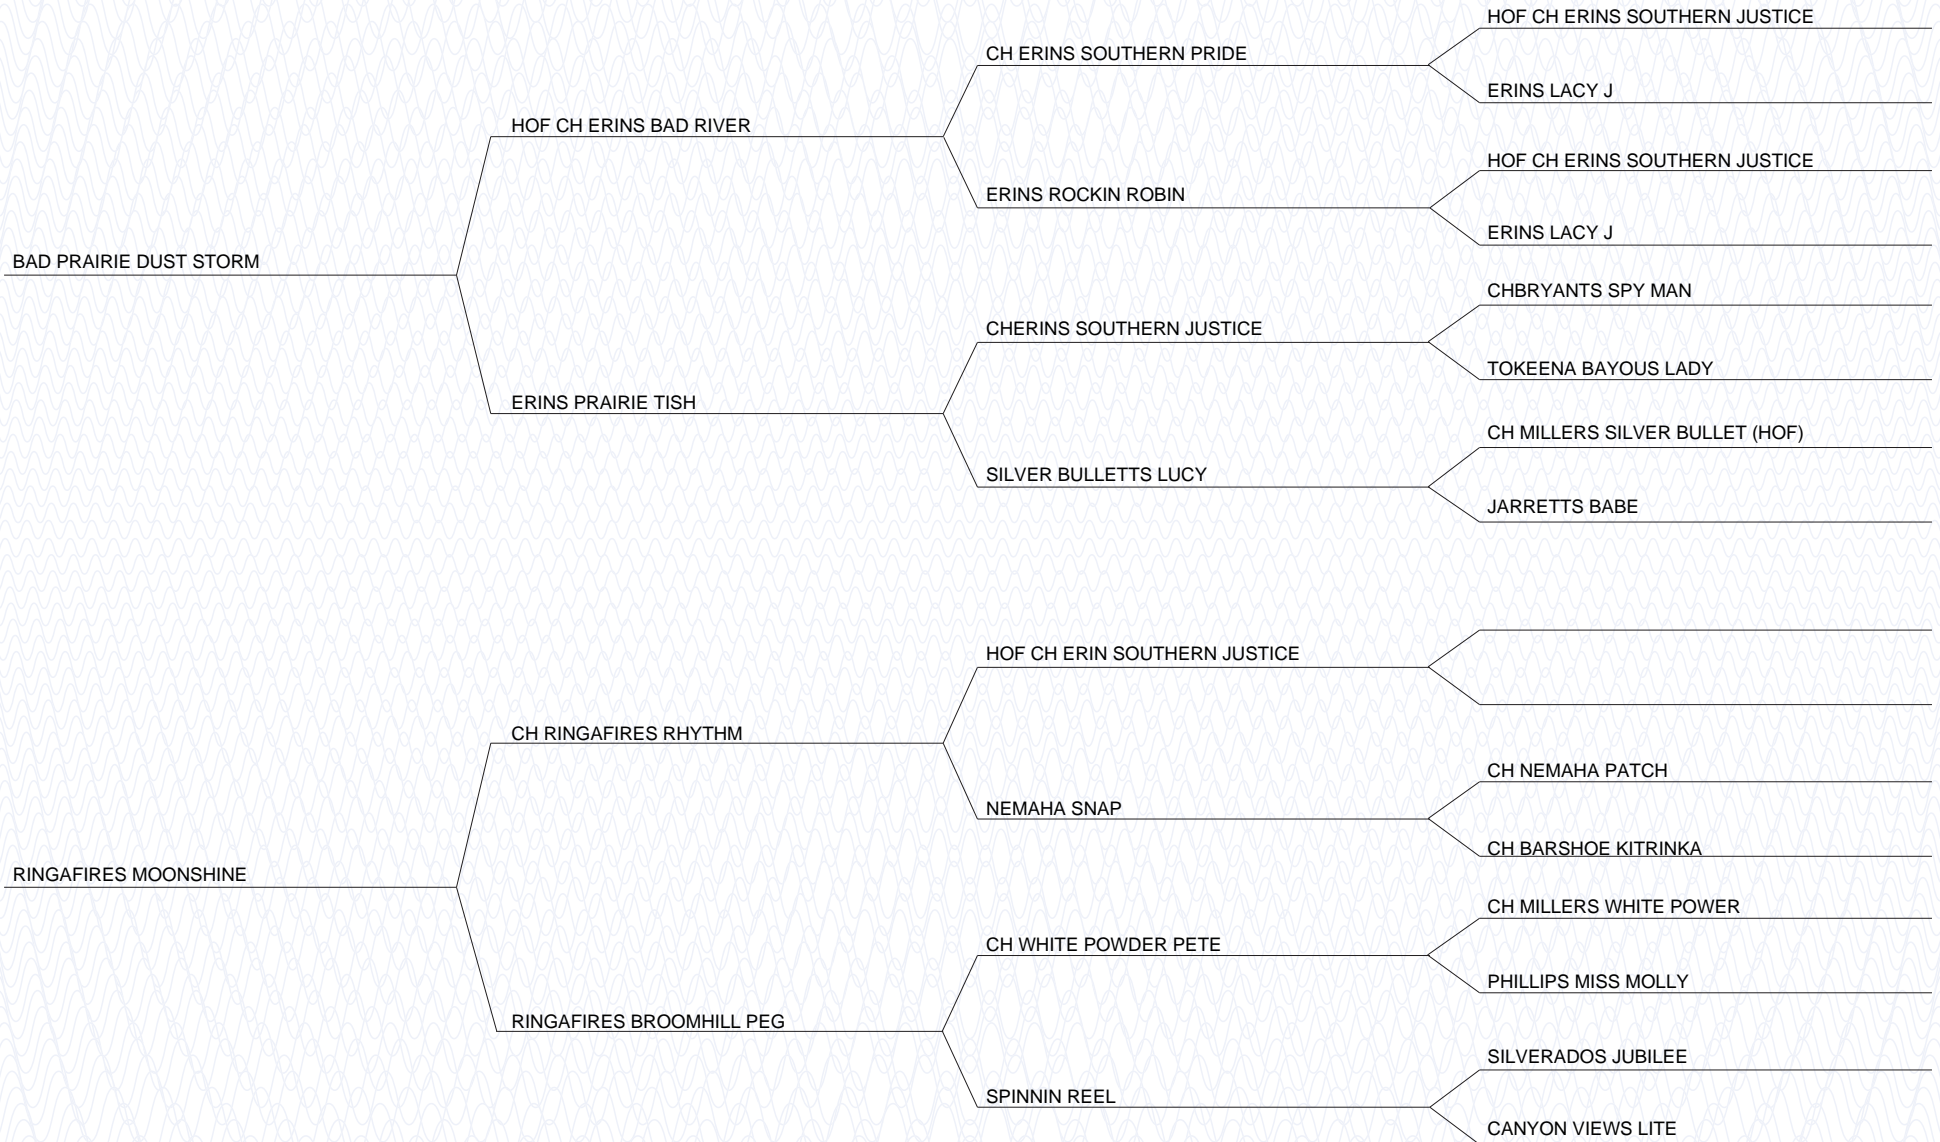 HOF CH ERINS SOUTHERN JUSTICE
CH ERINS SOUTHERN PRIDE
ERINS LACY J
HOF CH ERINS BAD RIVER
HOF CH ERINS SOUTHERN JUSTICE
ERINS ROCKIN ROBIN
ERINS LACY J
BAD PRAIRIE DUST STORM
CHBRYANTS SPY MAN
CHERINS SOUTHERN JUSTICE
TOKEENA BAYOUS LADY
ERINS PRAIRIE TISH
CH MILLERS SILVER BULLET (HOF)
SILVER BULLETTS LUCY
JARRETTS BABE
HOF CH ERIN SOUTHERN JUSTICE
CH RINGAFIRES RHYTHM
CH NEMAHA PATCH
NEMAHA SNAP
CH BARSHOE KITRINKA
RINGAFIRES MOONSHINE
CH MILLERS WHITE POWER
CH WHITE POWDER PETE
PHILLIPS MISS MOLLY
RINGAFIRES BROOMHILL PEG
SILVERADOS JUBILEE
SPINNIN REEL
CANYON VIEWS LITE